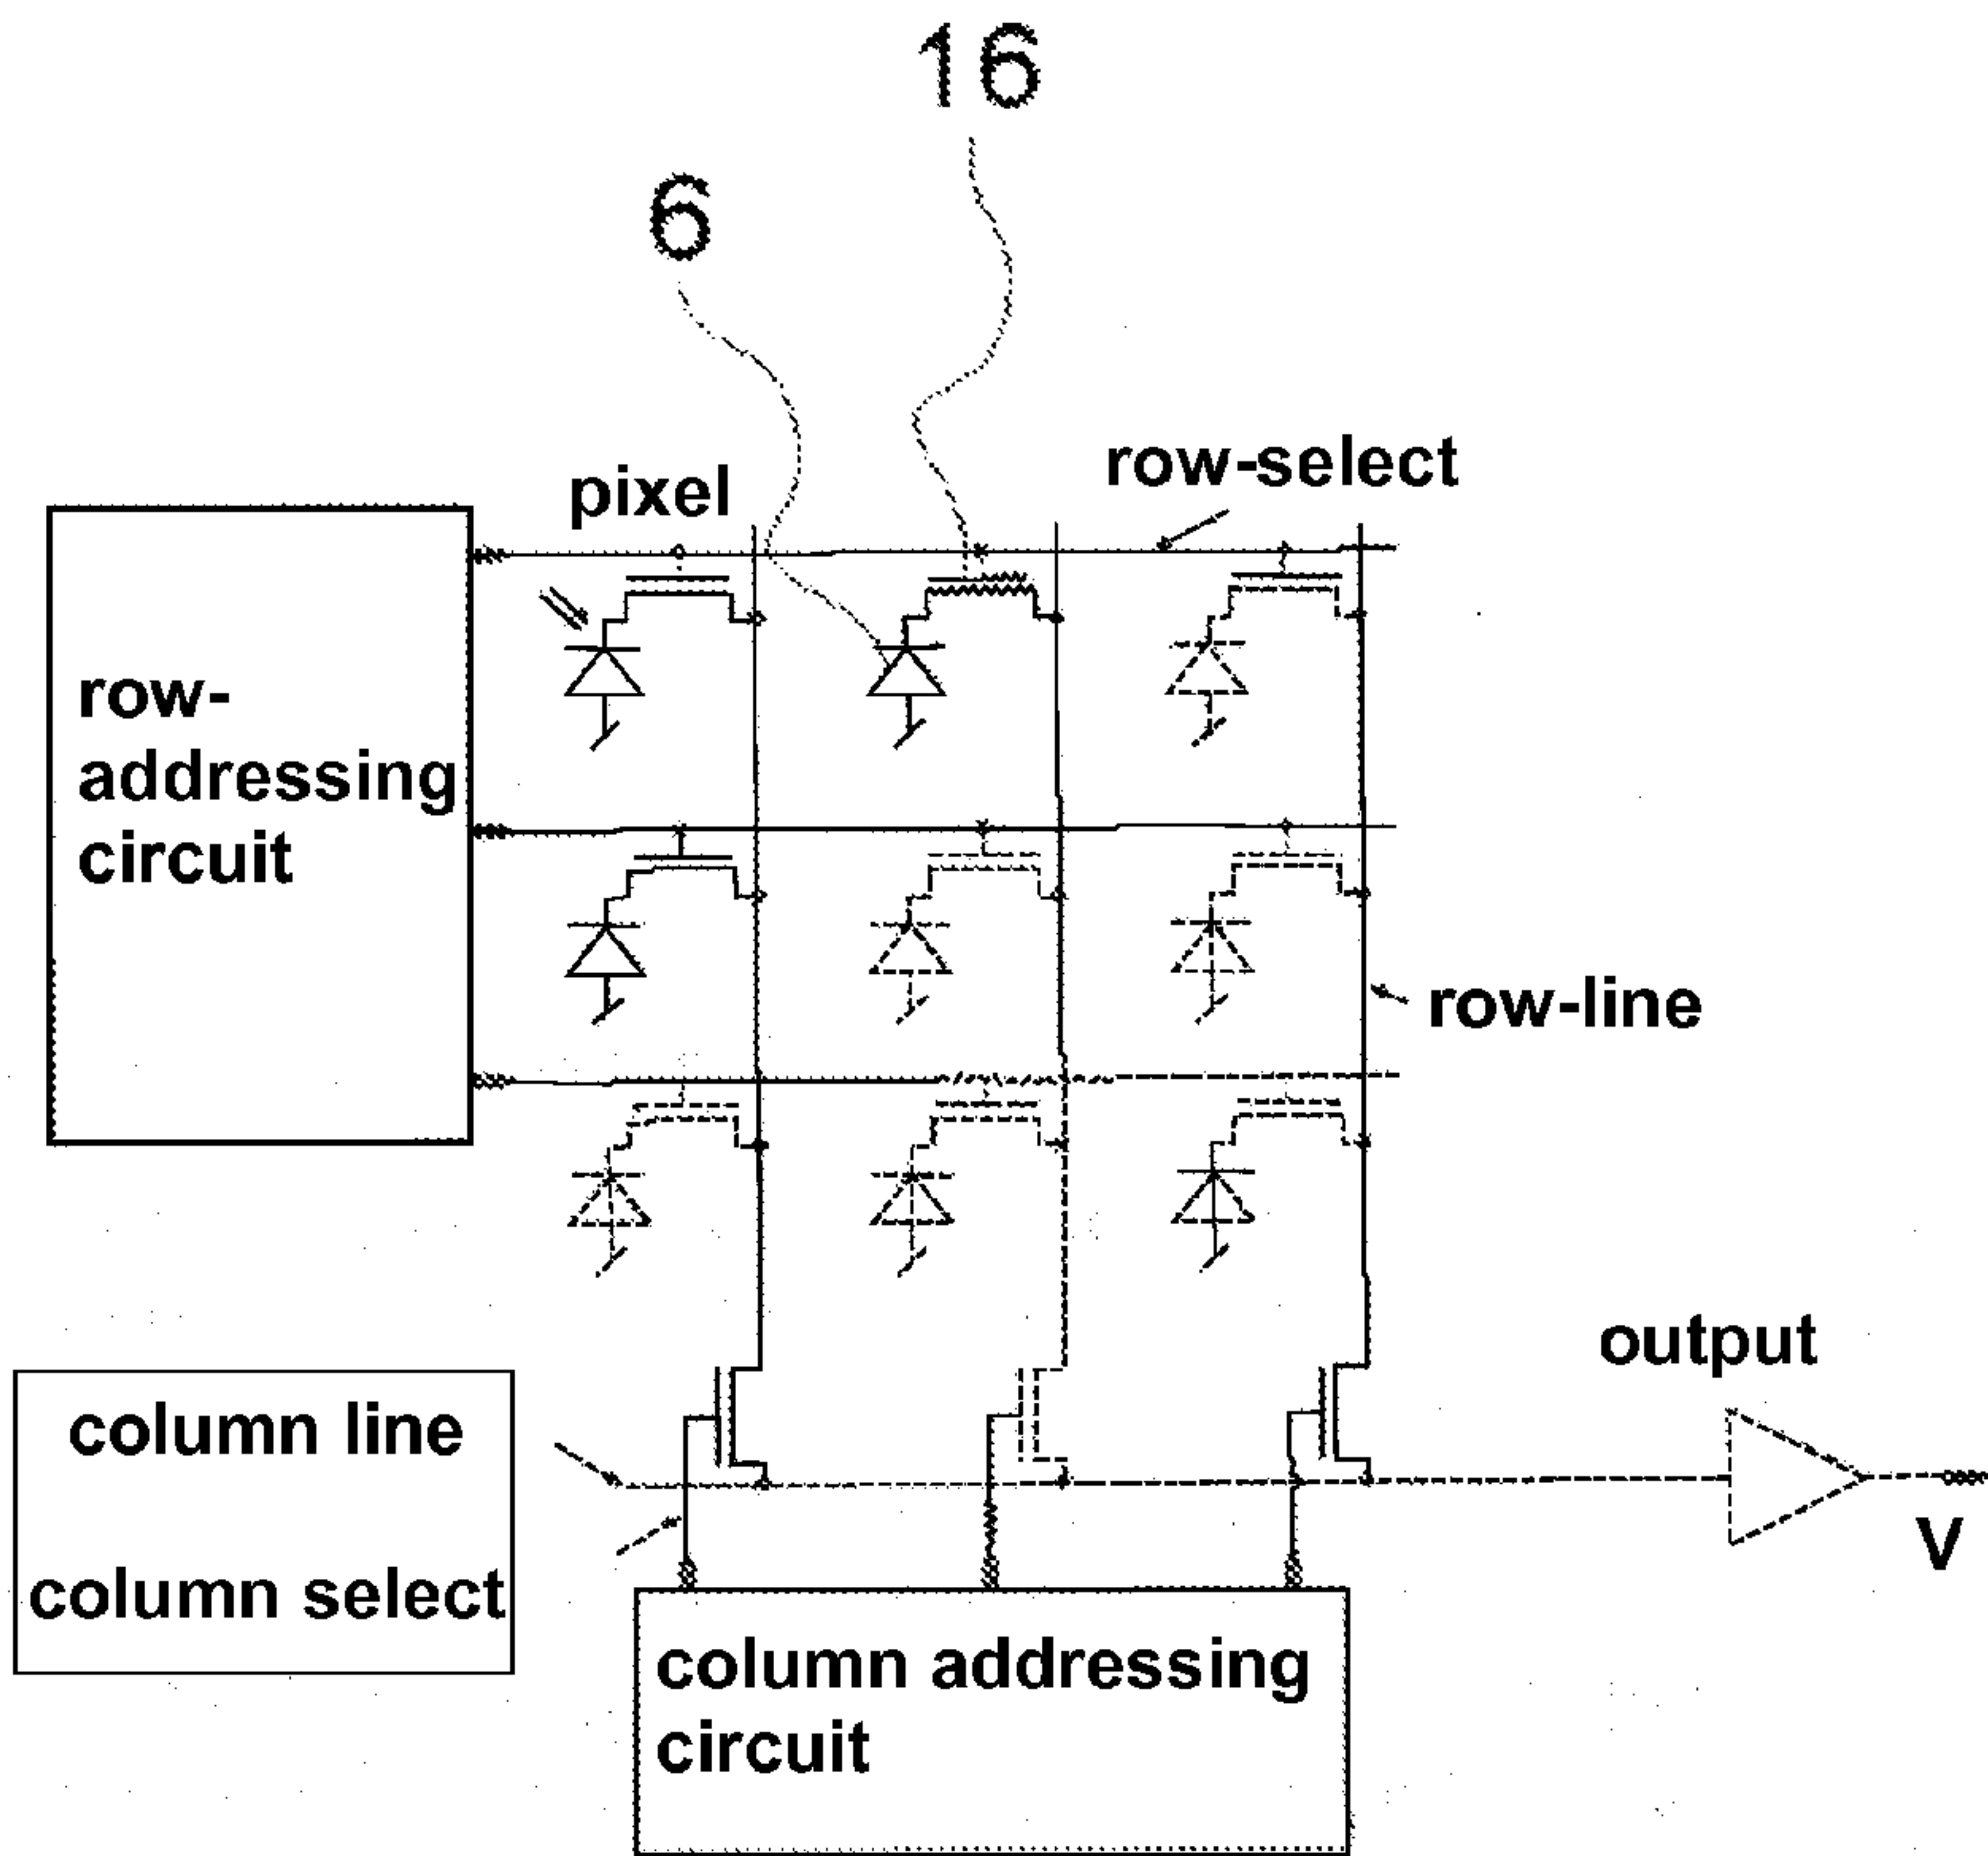 16
6
row-select
pixel
row-
addressing
circuit
row-line
output
column line
V
column select
column addressing
circuit